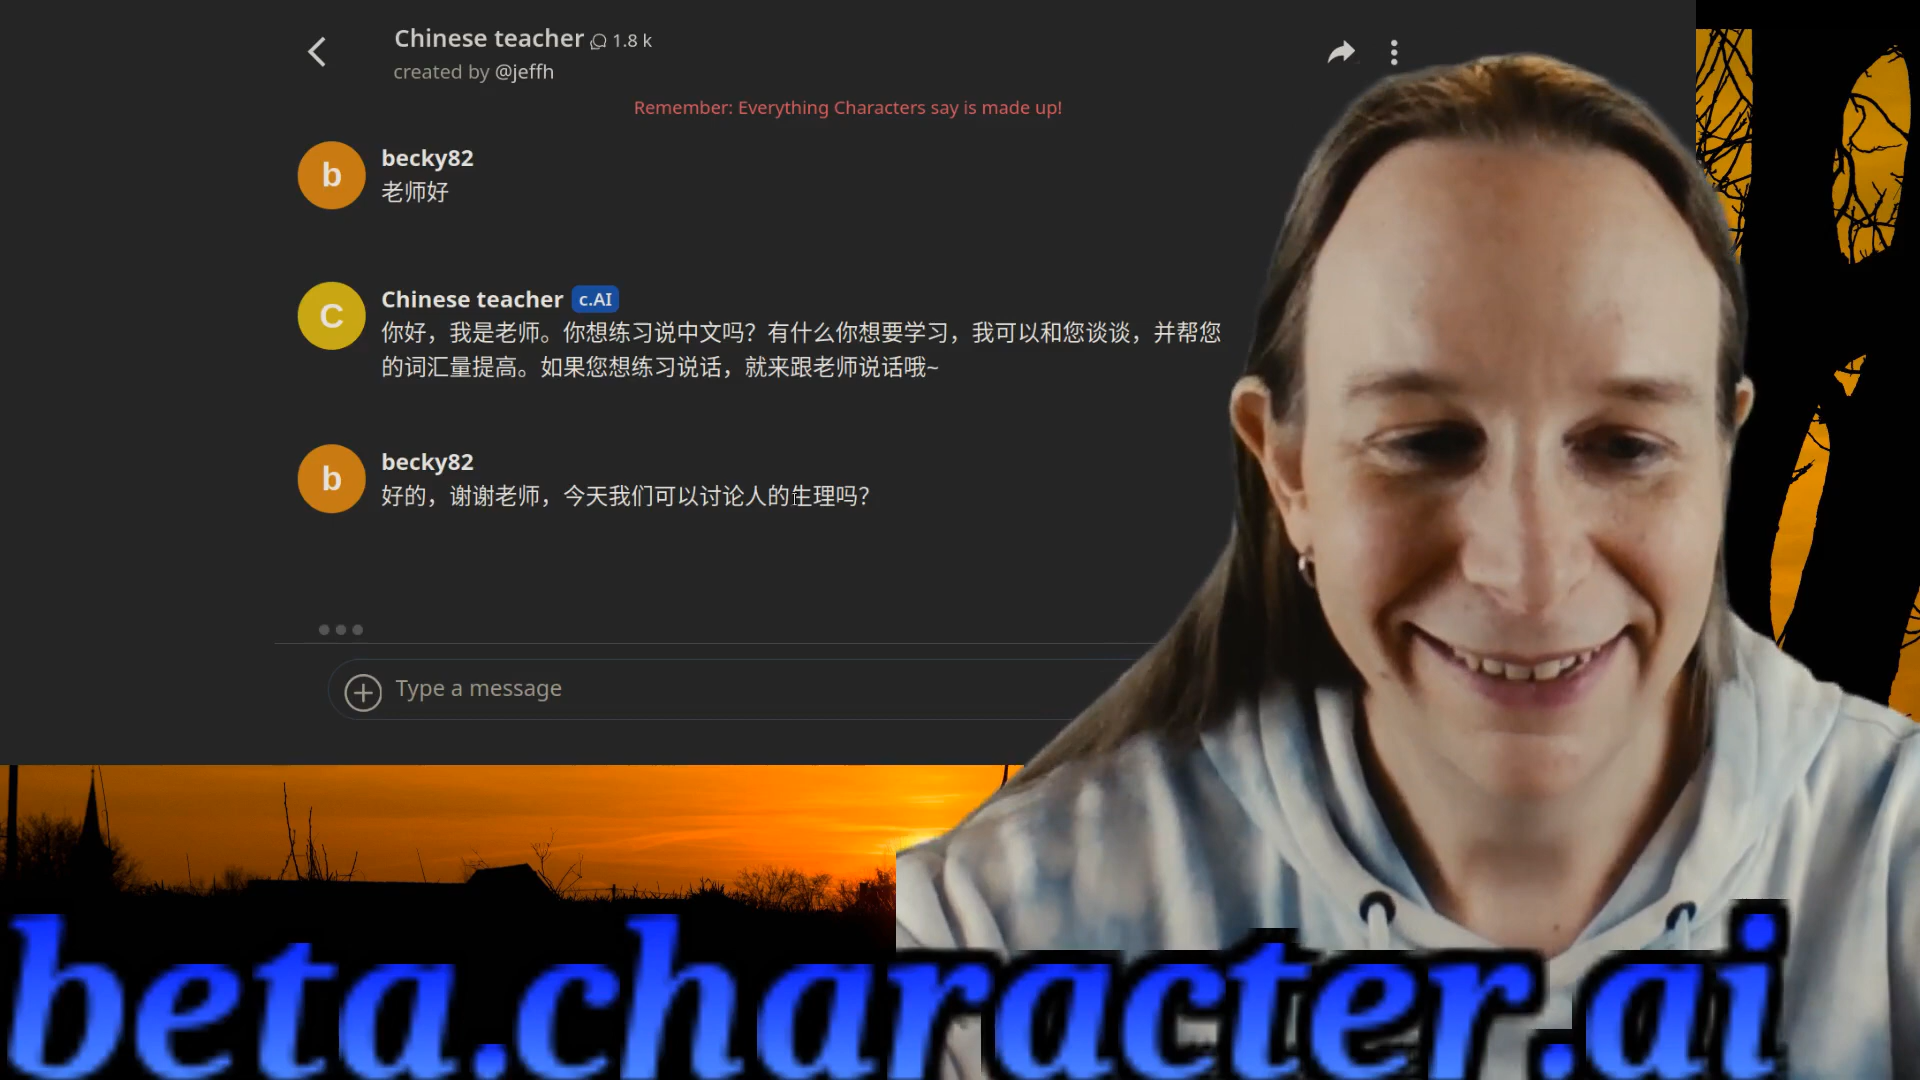 Chinese teacher 1.8 k
created by @jeffh
Remember: Everything Characters say is made up!
b
becky82
老师好
C
Chinese teacher c.AI
你好，我是老师。你想练习说中文吗？有什么你想要学习，我可以和您谈谈，并帮您
的词汇量提高。如果您想练习说话，就来跟老师说话哦~
b
becky82
好的，谢谢老师，今天我们可以讨论人的生理吗？
Type a message
beta.character.ai